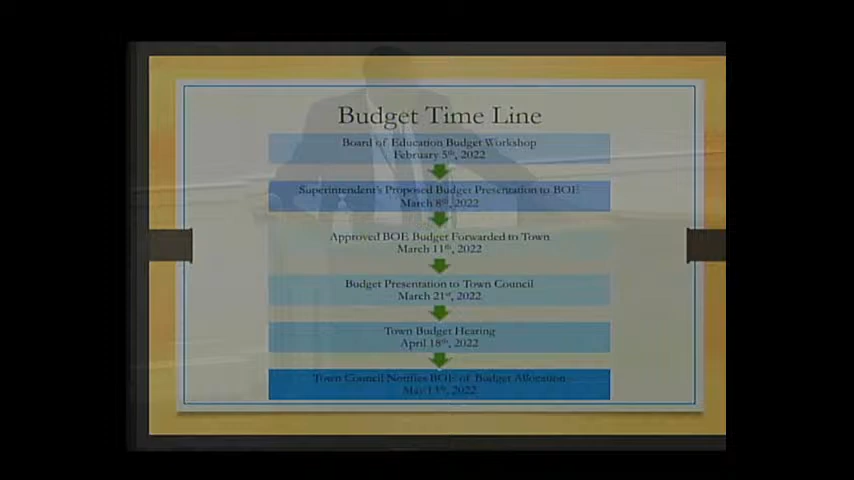 Budget Time Line
Board of Education Budget Workshop
February 5th, 2022
Superintendent's Proposed Budget Presentation to BOE
March 8th, 2022
Approved BOE Budget Forwarded to Town
March 11th, 2022
Budget Presentation to Town Council
March 21st, 2022
Town Budget Hearing
April 18th, 2022
Town Council Notifies BOE of Budget Allocation
May 13th, 2022